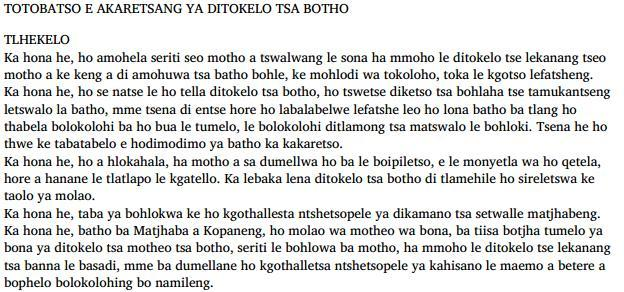 TOTOBATSO E AKARETSANG YA DITOKELO TSA BOTHO
TLHEKELO
Ka hona he, ho amohela seriti seo motho a tswalwang le sona ha mmoho le ditokelo tse lekanang tseo
motho a ke keng a di amohuwa tsa batho bohle, ke mohlodi wa tokoloho, toka le kgotso lefatsheng.
Ka hona he, ho se natse le ho tella ditokelo tsa botho, ho tswetse diketso tsa bohlaha tse tamukantseng
letswalo la batho, mme tsena di entse hore ho labalabelwe lefatshe leo ho lona batho ba tlang ho
thabela bolokolohi ba ho bua le tumelo, le bolokolohi ditlamong tsa matswalo le bohloki. Tsena he ho
thwe ke tabatabelo e hodimodimo ya batho ka kakaretso.
Ka hona he, ho a hlokahala, ha motho a sa dumellwa ho ba le boipiletso, e le monyetla wa ho qetela,
hore a hanane le tlatlapo le kgatello. Ka lebaka lena ditokelo tsa botho di tlamehile ho sireletswa ke
taolo ya molao.
Ka hona he, taba ya bohlokwa ke ho kgothallesta ntshetsopele ya dikamano tsa setwalle matjhabeng.
Ka hona he, batho ba Matjhaba a Kopaneng, ho molao wa motheo wa bona, ba tiisa botjha tumelo ya
bona ya ditokelo tsa motheo tsa botho, seriti le bohlowa ba motho, ha mmoho le ditokelo tse lekanang
tsa banna le basadi, mme ba dumellane ho kgothalletsa ntshetsopele ya kahisano le maemo a betere a
bophelo bolokolohing bo namileng.